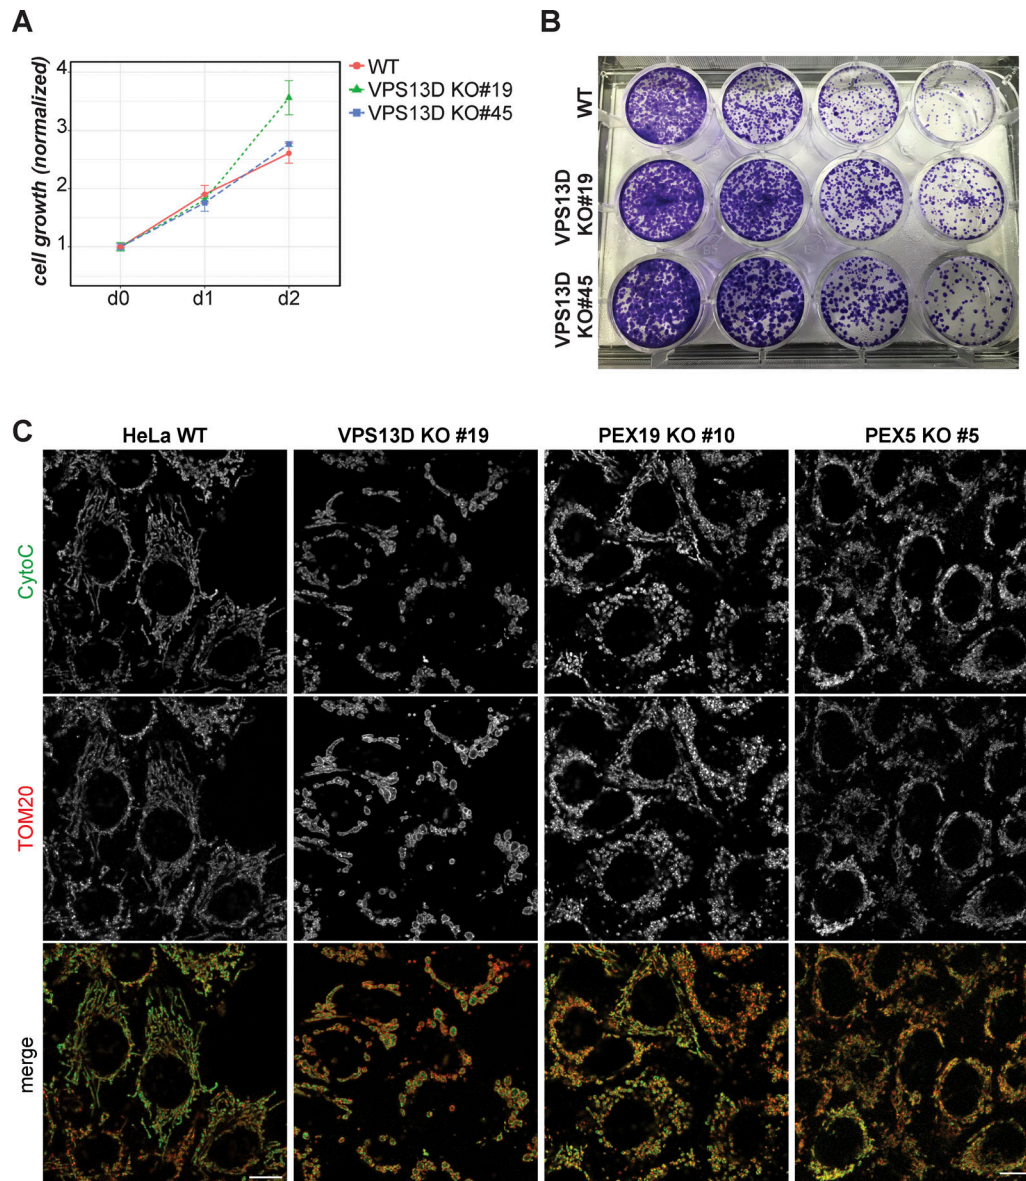 A
cell growth (normalized)
4
3
2
1
d0 d1 d2
WT
VPS13D KO#19
VPS13D KO#45
B
WT
VPS13D
KO#19
VPS13D
KO#45
C
HeLa WT VPS13D KO #19 PEX19 KO #10 PEX5 KO #5
CytoC
TOM20
merge